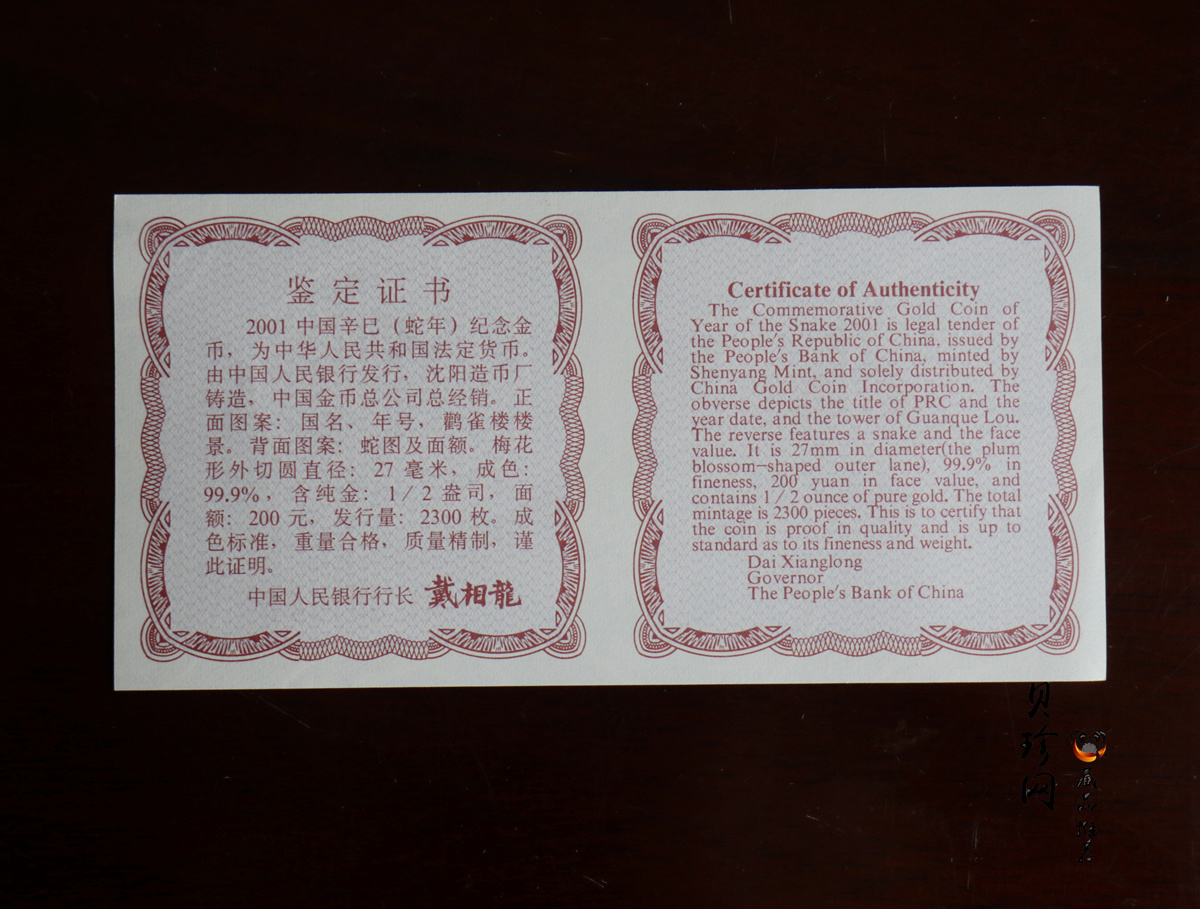 鉴定证书
2001 中国辛巳（蛇年）纪念金
币，为中华人民共和国法定货币。
由中国人民银行发行，沈阳造币厂
铸造，中国金币总公司总经销。正
面图案：国名、年号，鹳雀楼楼
景。背面图案：蛇图及面额。梅花
形外切圆直径：27 毫米，成色：
99.9%，含纯金：1/2 盎司，面
额：200 元，发行量：2300 枚。成
色标准，重量合格，质量精制，谨
此证明。
中国人民银行行长 戴相龍
Certificate of Authenticity
The Commemorative Gold Coin of
Year of the Snake 2001 is legal tender of
the People's Republic of China, issued by
the People's Bank of China, minted by
Shenyang Mint, and solely distributed by
China Gold Coin Incorporation. The
obverse depicts the title of PRC and the
year date, and the tower of Guanque Lou.
The reverse features a snake and the face
value. It is 27mm in diameter(the plum
blossom-shaped outer lane), 99.9% in
fineness, 200 yuan in face value, and
contains 1/2 ounce of pure gold. The total
mintage is 2300 pieces. This is to certify that
the coin is proof in quality and is up to
standard as to its fineness and weight.
Dai Xianglong
Governor
The People's Bank of China
贝珍网